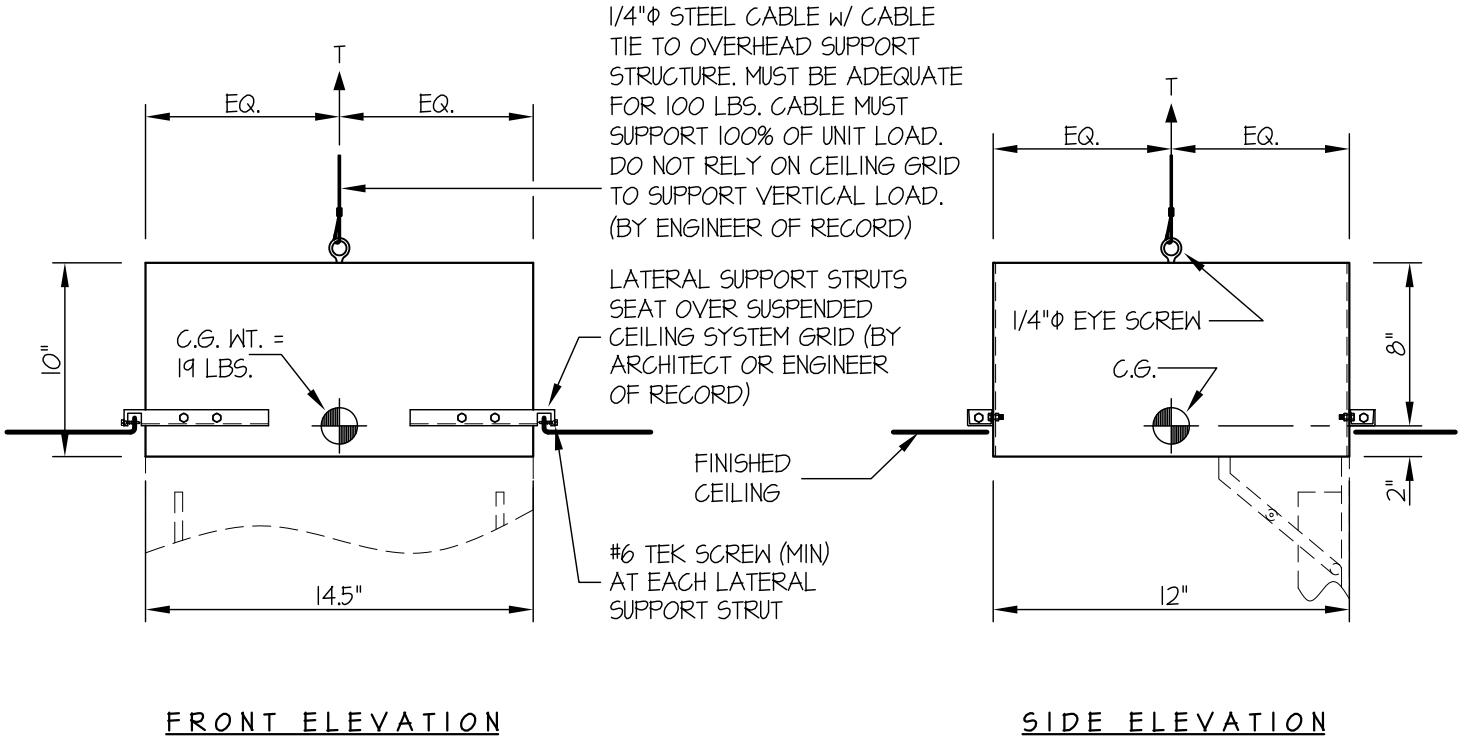 1/4"Φ STEEL CABLE W/ CABLE
TIE TO OVERHEAD SUPPORT
STRUCTURE. MUST BE ADEQUATE
FOR 100 LBS. CABLE MUST
SUPPORT 100% OF UNIT LOAD.
DO NOT RELY ON CEILING GRID
TO SUPPORT VERTICAL LOAD.
(BY ENGINEER OF RECORD)
T
EQ.
EQ.
T
EQ.
EQ.
LATERAL SUPPORT STRUTS
SEAT OVER SUSPENDED
CEILING SYSTEM GRID (BY
ARCHITECT OR ENGINEER
OF RECORD)
C.G. WT. =
19 LBS.
10"
1/4"Φ EYE SCREW
C.G.
8"
2"
FINISHED
CEILING
#6 TEK SCREW (MIN)
AT EACH LATERAL
SUPPORT STRUT
14.5"
12"
FRONT ELEVATION
SIDE ELEVATION